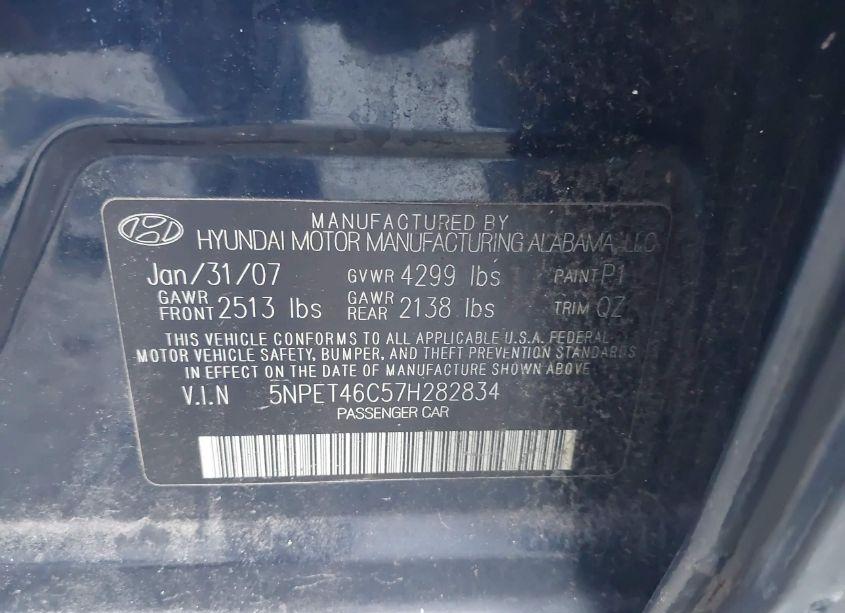 MANUFACTURED BY
HYUNDAI MOTOR MANUFACTURING ALABAMA, LLC
Jan/31/07 GVWR 4299 lbs PAINT P1
GAWR FRONT 2513 lbs GAWR REAR 2138 lbs TRIM QZ
THIS VEHICLE CONFORMS TO ALL APPLICABLE U.S.A. FEDERAL
MOTOR VEHICLE SAFETY, BUMPER, AND THEFT PREVENTION STANDARDS
IN EFFECT ON THE DATE OF MANUFACTURE SHOWN ABOVE.
V.I.N 5NPET46C57H282834
PASSENGER CAR